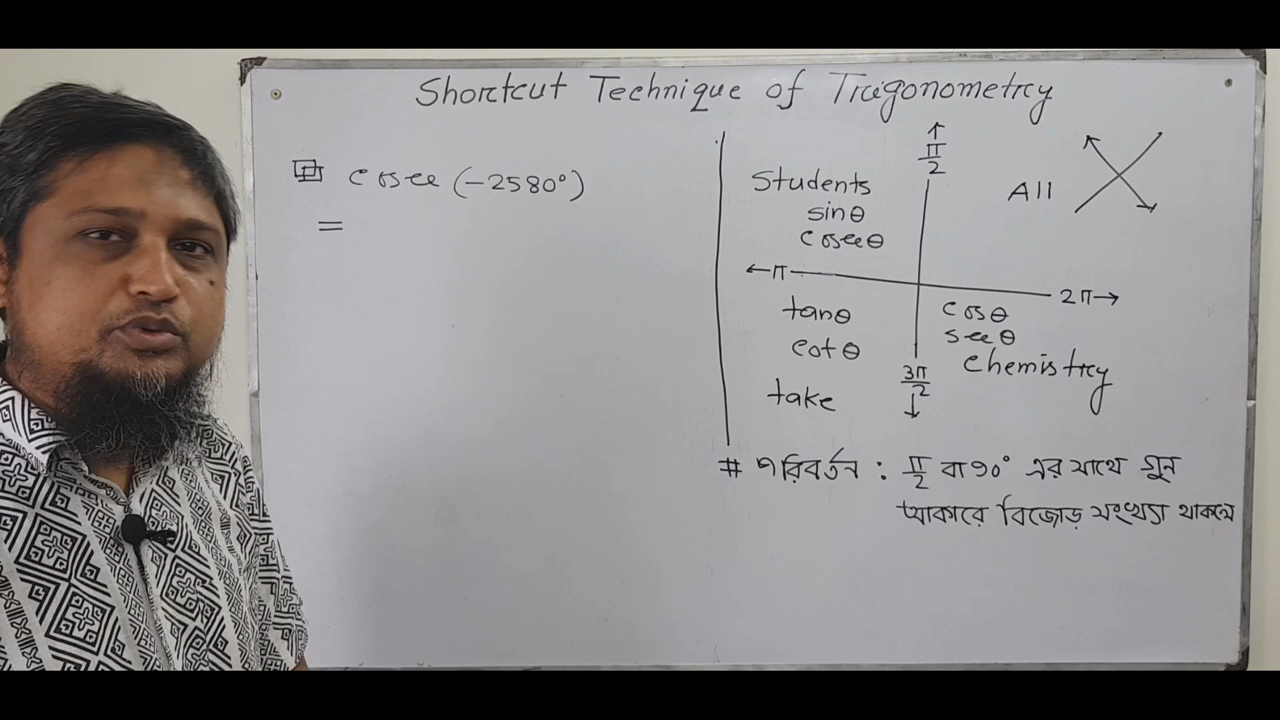 Shortcut Technique of Trigonometry
cosec (-2580°)
=
π/2
Students
sinθ
cosecθ
All
←π
2π→
tanθ
cotθ
take
cosθ
secθ
Chemistry
3π/2
# পরিবর্তন : π/2 বা ৯০° এর সাথে গুন
আকারে বিজোড় সংখ্যা থাকলে